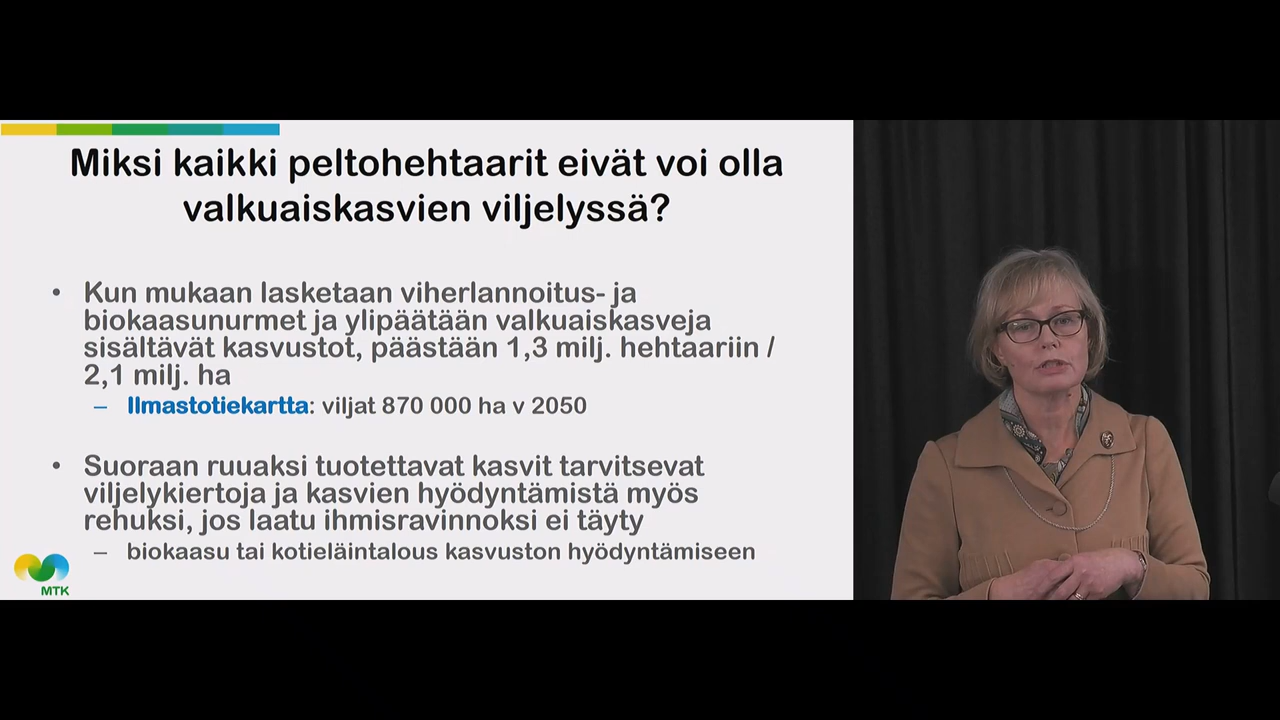 Miksi kaikki peltohehtaarit eivät voi olla
valkuaiskasvien viljelyssä?
• Kun mukaan lasketaan viherlannoitus- ja
biokaasunurmet ja ylipäätään valkuaiskasveja
sisältävät kasvustot, päästään 1,3 milj. hehtaariin /
2,1 milj. ha
– Ilmastotiekartta: viljat 870 000 ha v 2050
• Suoraan ruuaksi tuotettavat kasvit tarvitsevat
viljelykiertoja ja kasvien hyödyntämistä myös
rehuksi, jos laatu ihmisravinnoksi ei täyty
– biokaasu tai kotieläintalous kasvuston hyödyntämiseen
MTK